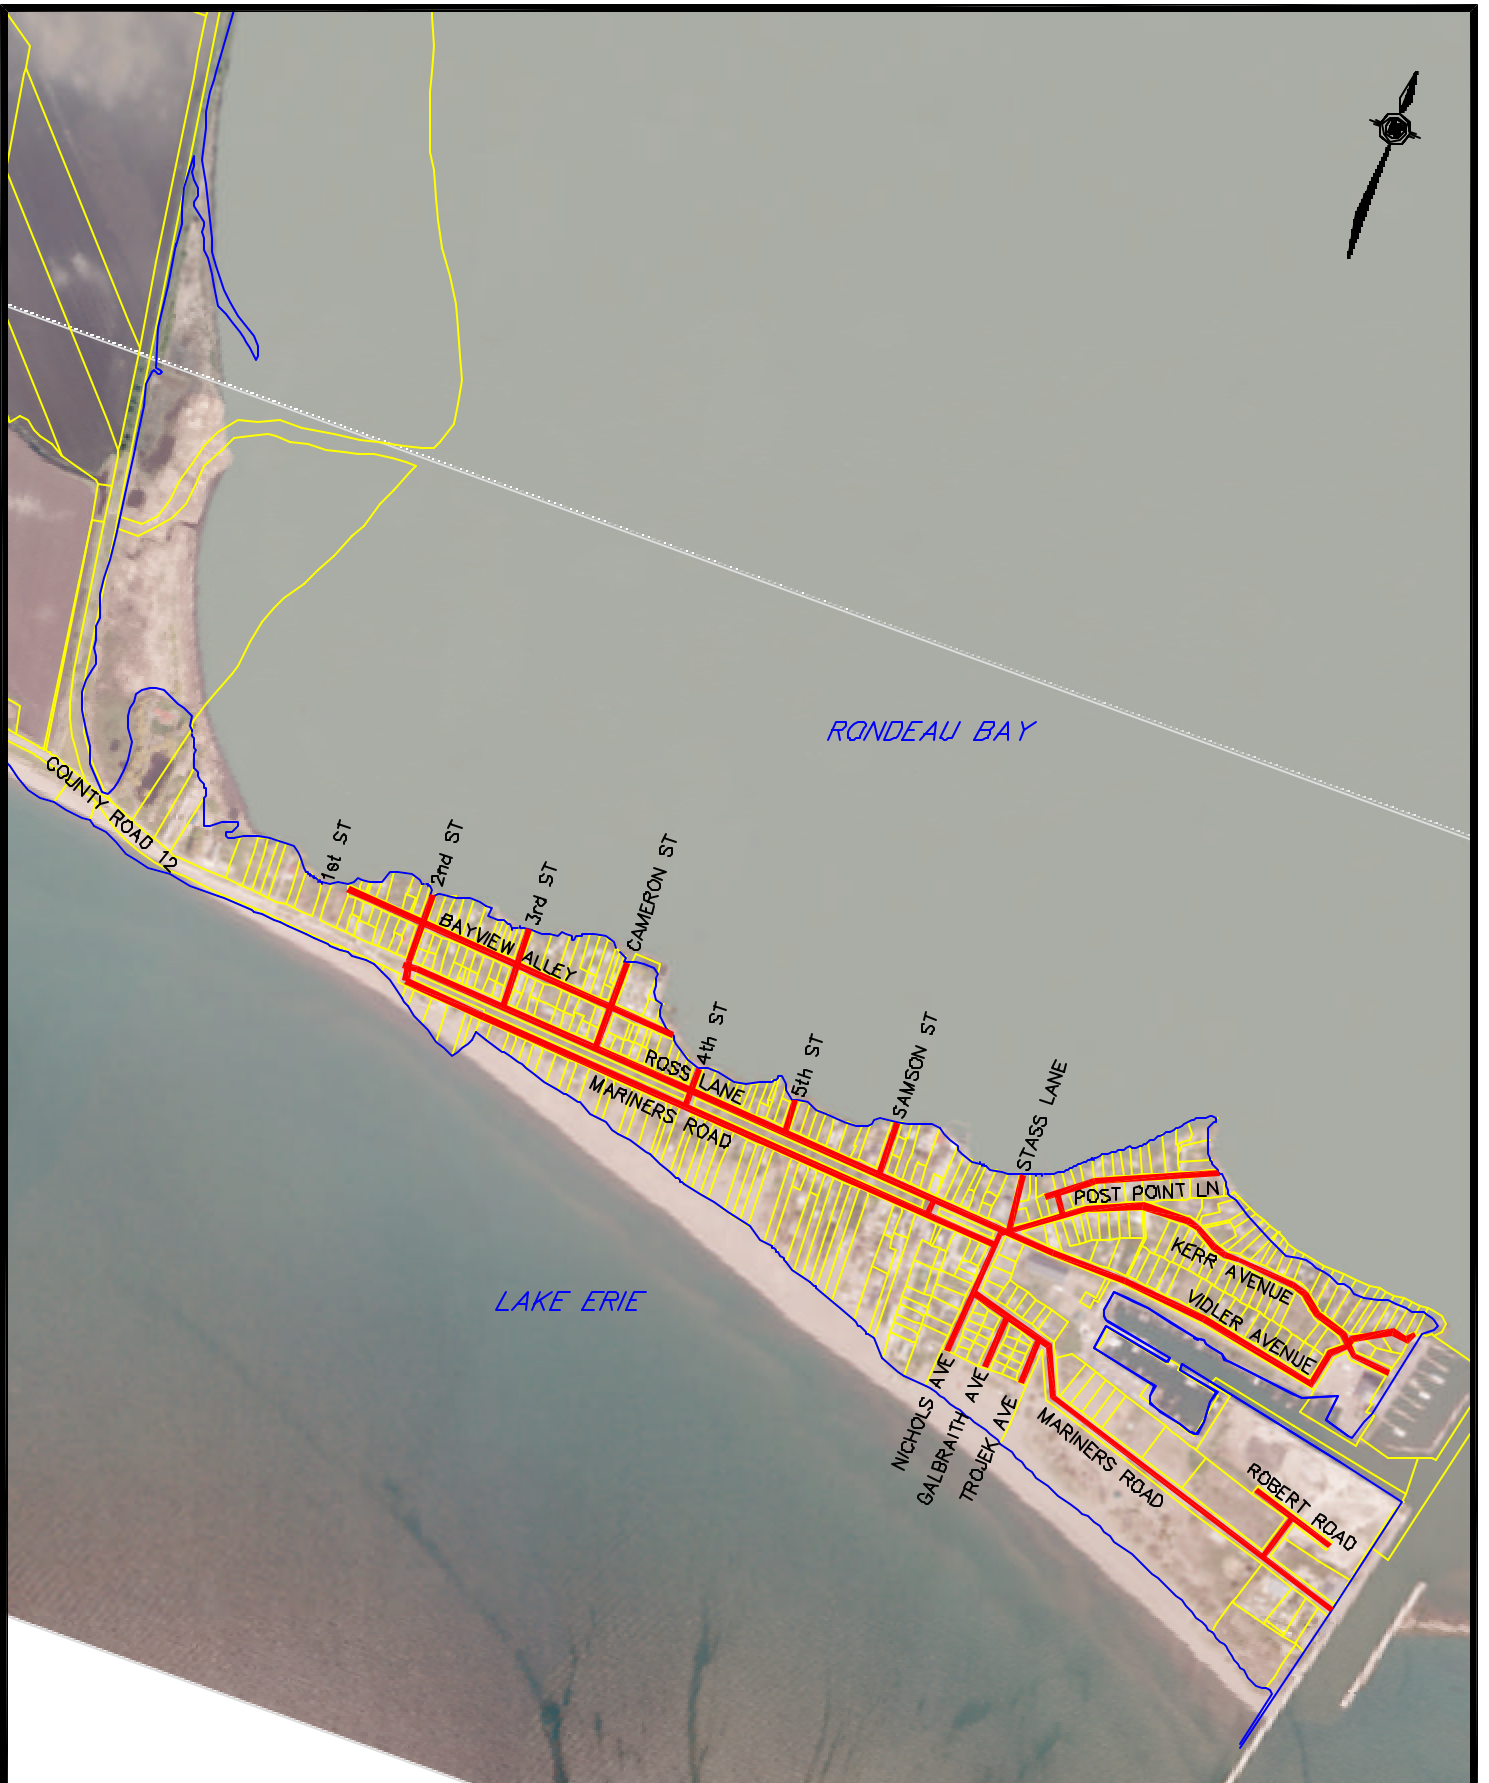 RONDEAU BAY
COUNTY ROAD 12
1st ST
2nd ST
3rd ST
CAMERON ST
BAYVIEW ALLEY
4th ST
5th ST
SAMSON ST
STASS LANE
ROSS LANE
MARINERS ROAD
POST POINT LN
KERR AVENUE
VIDLER AVENUE
LAKE ERIE
NICHOLS AVE
GALBRAITH AVE
TROJEK AVE
MARINERS ROAD
ROBERT ROAD